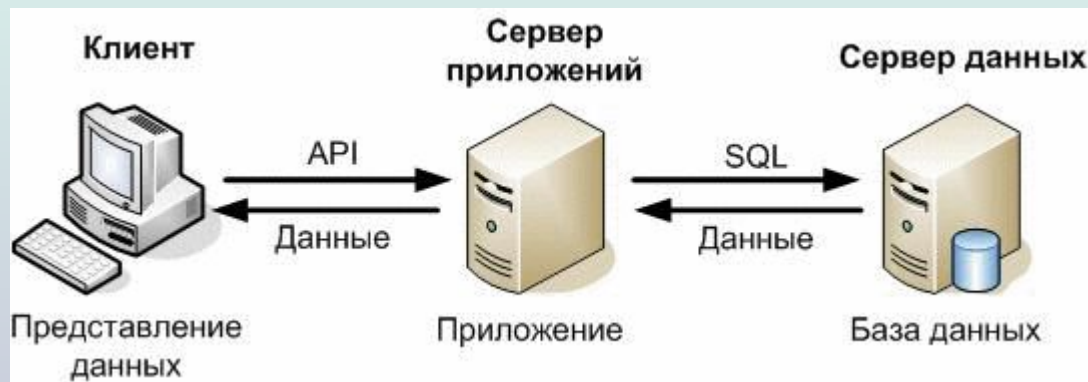 Клиент
Сервер
приложений
Сервер данных
API
Данные
SQL
Данные
Представление
данных
Приложение
База данных